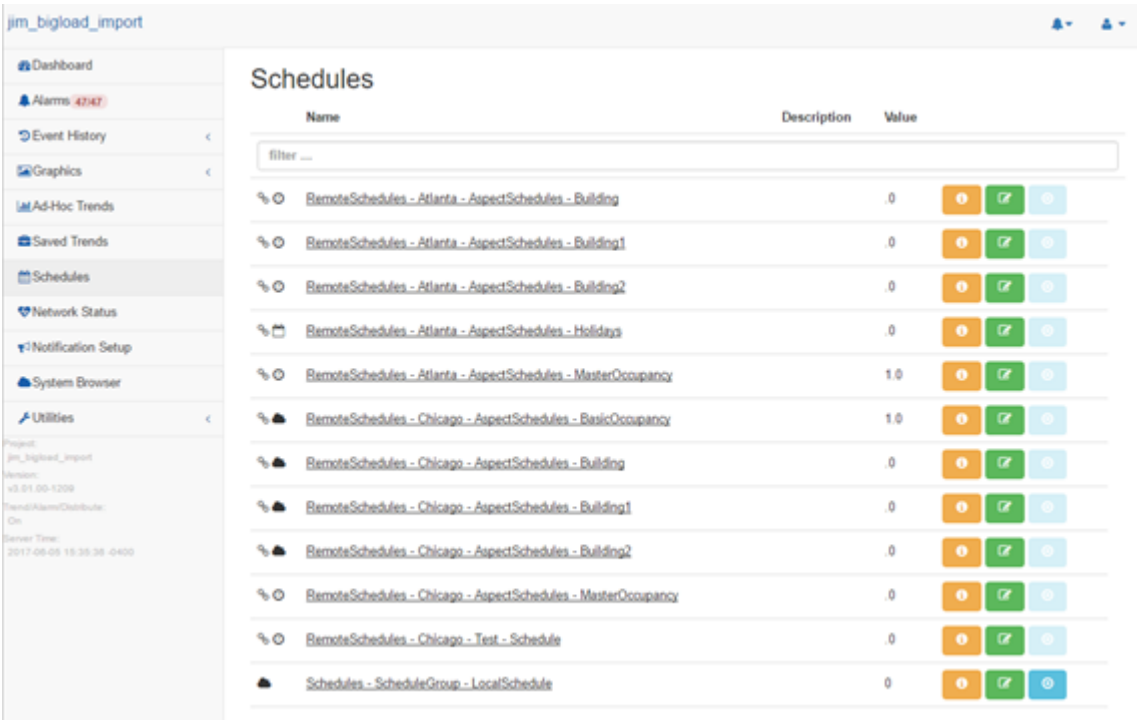 jim_bigload_import
Dashboard
Alarms 47/47
Event History
Graphics
Ad-Hoc Trends
Saved Trends
Schedules
Network Status
Notification Setup
System Browser
Utilities
Project:
jim_bigload_import
Version:
v3.01.00-1209
Trend/Alarm/Distribute:
On
Server Time:
2017-06-05 15:35:38 -0400
Schedules
Name Description Value
filter ....
RemoteSchedules - Atlanta - AspectSchedules - Building .0
RemoteSchedules - Atlanta - AspectSchedules - Building1 .0
RemoteSchedules - Atlanta - AspectSchedules - Building2 .0
RemoteSchedules - Atlanta - AspectSchedules - Holidays .0
RemoteSchedules - Atlanta - AspectSchedules - MasterOccupancy 1.0
RemoteSchedules - Chicago - AspectSchedules - BasicOccupancy 1.0
RemoteSchedules - Chicago - AspectSchedules - Building .0
RemoteSchedules - Chicago - AspectSchedules - Building1 .0
RemoteSchedules - Chicago - AspectSchedules - Building2 .0
RemoteSchedules - Chicago - AspectSchedules - MasterOccupancy .0
RemoteSchedules - Chicago - Test - Schedule .0
Schedules - ScheduleGroup - LocalSchedule 0